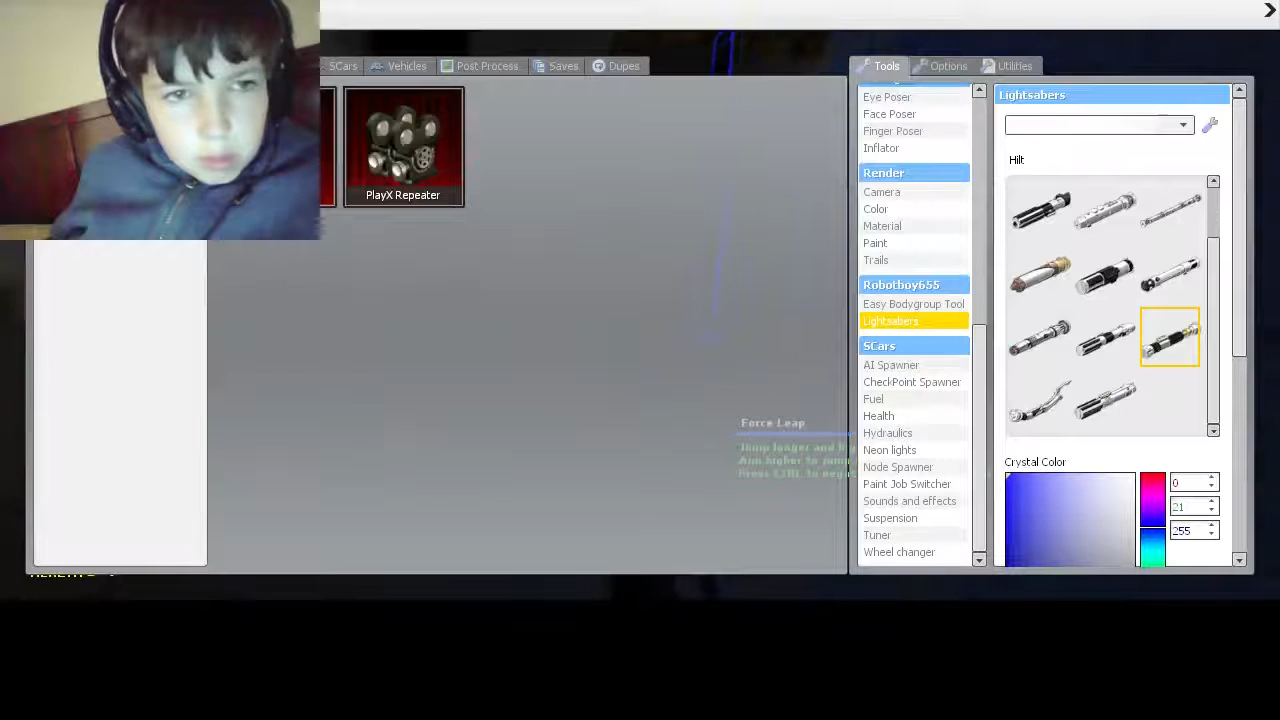 SCars Vehicles Post Process Saves Dupes
PlayX Repeater
Force Leap
Tools Options Utilities
Eye Poser
Face Poser
Finger Poser
Inflator
Render
Camera
Color
Material
Paint
Trails
Robotboy655
Easy Bodygroup Tool
Lightsabers
SCars
AI Spawner
CheckPoint Spawner
Fuel
Health
Hydraulics
Neon lights
Node Spawner
Paint Job Switcher
Sounds and effects
Suspension
Tuner
Wheel changer
Lightsabers
Hilt
Crystal Color
0
21
255